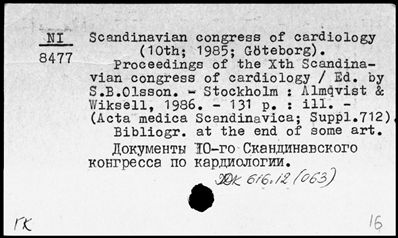 NI
8477
Scandinavian congress of cardiology
(10th; 1985; Göteborg).
Proceedings of the Xth Scandina-
vian congress of cardiology / Ed. by
S.B.Olsson. - Stockholm : Almqvist &
Wiksell, 1986. - 131 p. : ill. -
(Acta medica Scandinavica; Suppl.712).
Bibliogr. at the end of some art.
Документы 10-го Скандинавского
конгресса по кардиологии.
УДК 616.12 (063)
ГК
16